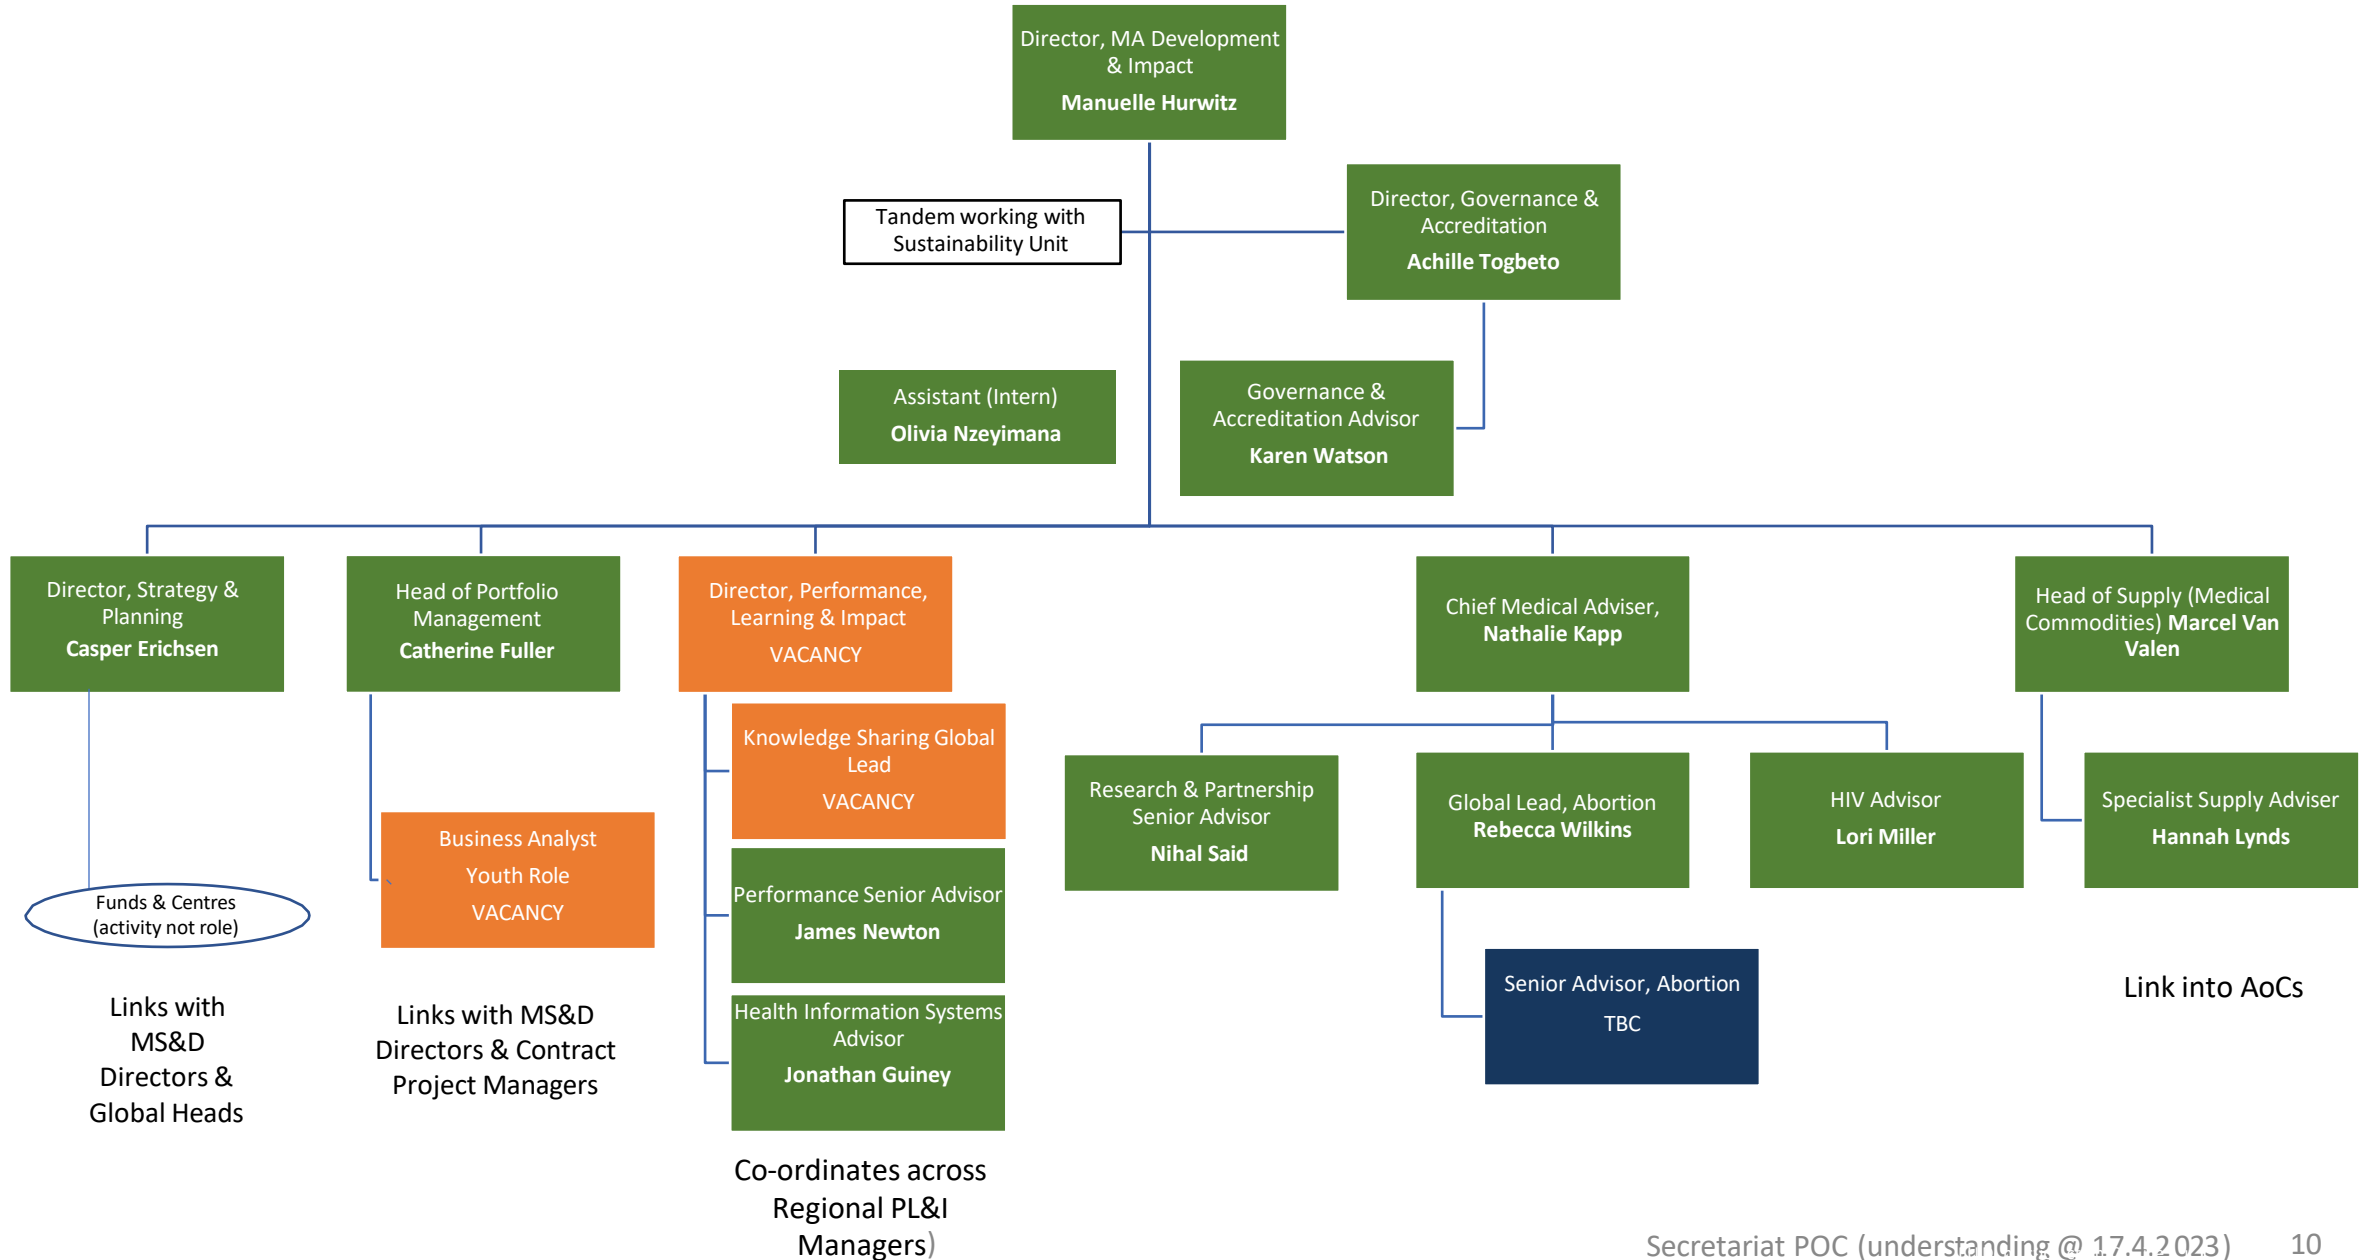 Director, MA Development
& Impact
Manuelle Hurwitz
Tandem working with
Sustainability Unit
Director, Governance &
Accreditation
Achille Togbeto
Assistant (Intern)
Olivia Nzeyimana
Governance &
Accreditation Advisor
Karen Watson
Director, Strategy &
Planning
Casper Erichsen
Head of Portfolio
Management
Catherine Fuller
Director, Performance,
Learning & Impact
VACANCY
Chief Medical Adviser,
Nathalie Kapp
Head of Supply (Medical
Commodities) Marcel Van
Valen
Knowledge Sharing Global
Lead
VACANCY
Research & Partnership
Senior Advisor
Nihal Said
Global Lead, Abortion
Rebecca Wilkins
HIV Advisor
Lori Miller
Specialist Supply Adviser
Hannah Lynds
Business Analyst
Youth Role
VACANCY
Performance Senior Advisor
James Newton
Funds & Centres
(activity not role)
Senior Advisor, Abortion
TBC
Health Information Systems
Advisor
Jonathan Guiney
Links with
MS&D
Directors &
Global Heads
Links with MS&D
Directors & Contract
Project Managers
Link into AoCs
Co-ordinates across
Regional PL&I
Managers)
Secretariat POC (understanding @ 17.4.2023)
10